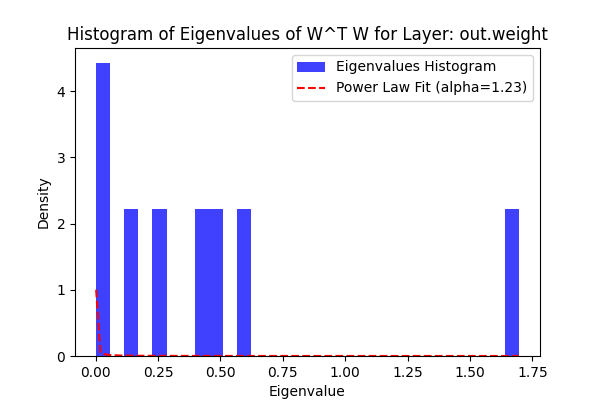 Histogram of Eigenvalues of W^T W for Layer: out.weight
Eigenvalues Histogram
Power Law Fit (alpha=1.23)
Density
4
3
2
1
0
0.00 0.25 0.50 0.75 1.00 1.25 1.50 1.75
Eigenvalue